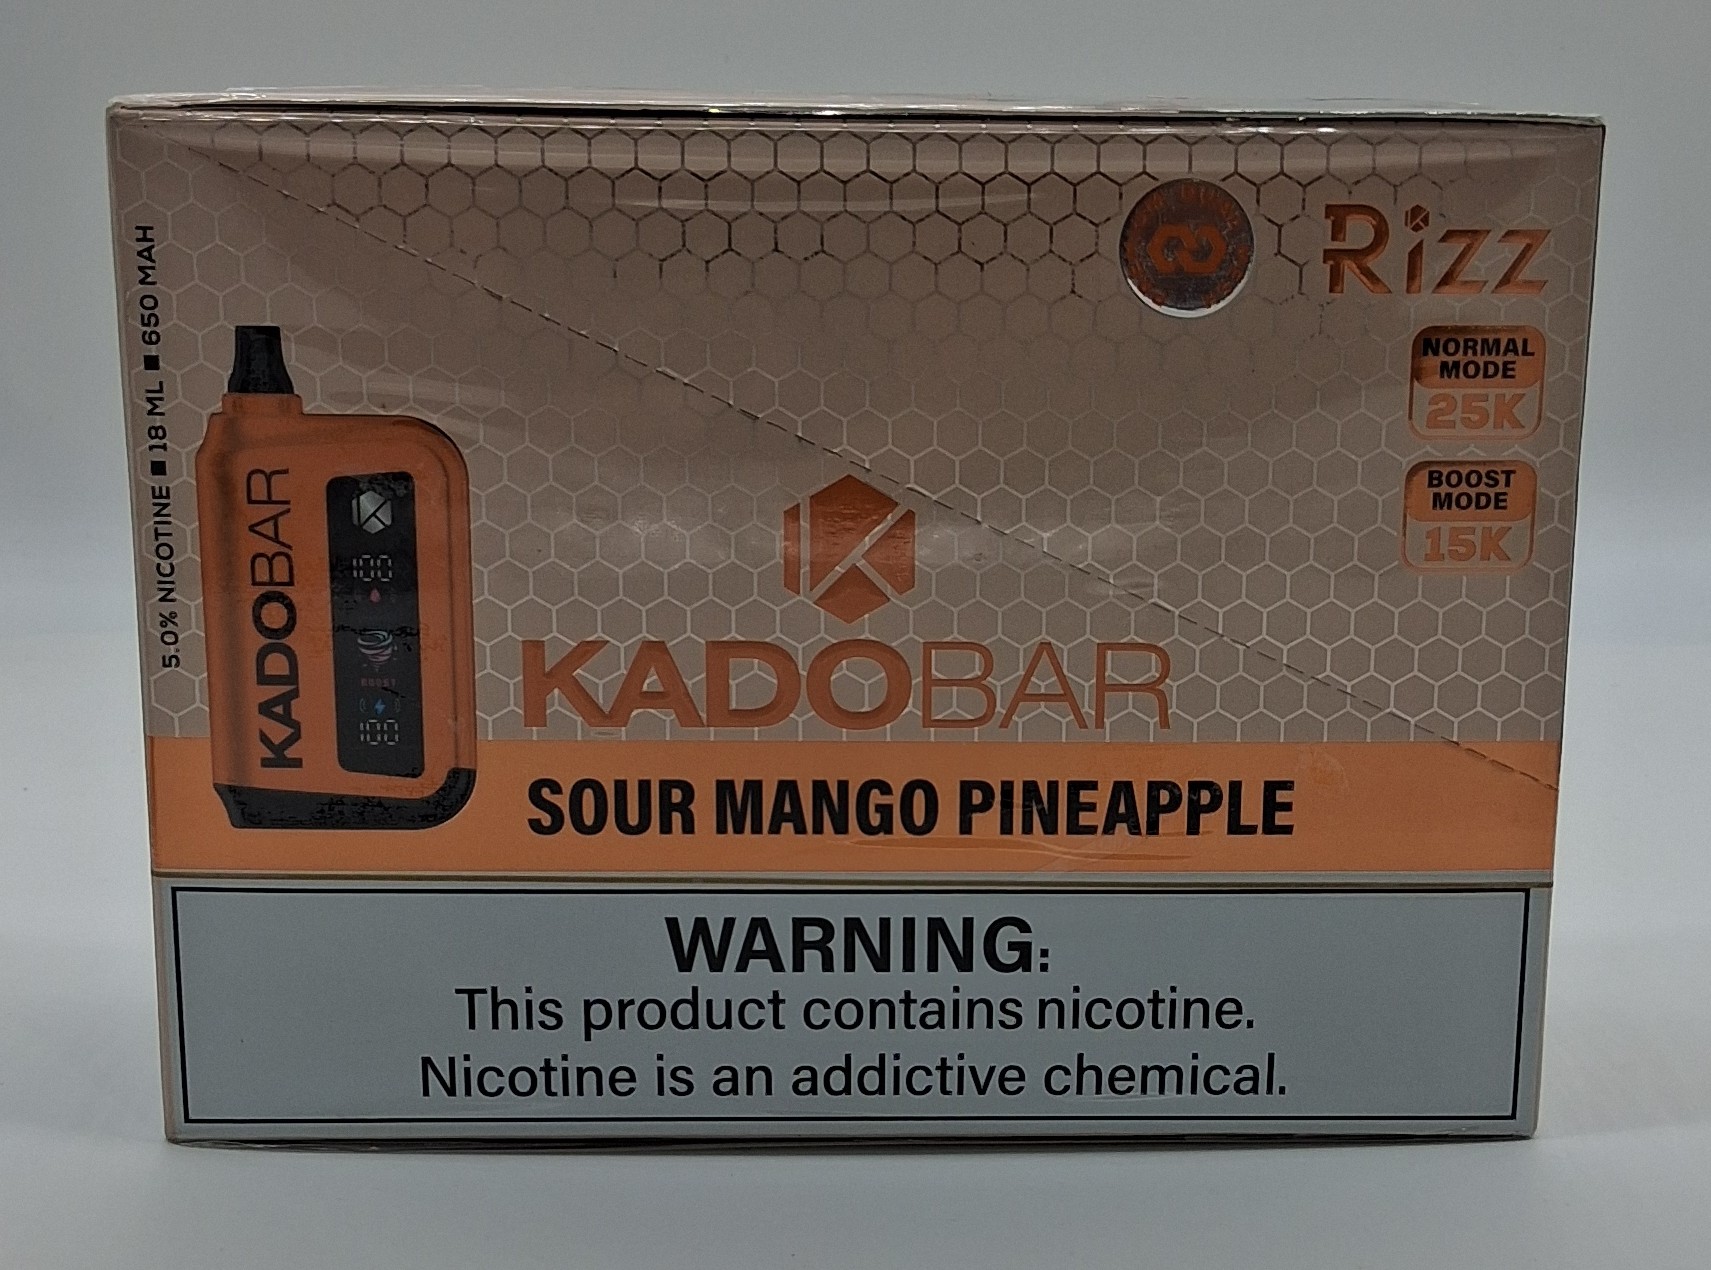 5.0% NICOTINE ■ 18 ML ■ 650 MAH
Rizz
NORMAL
MODE
25K
BOOST
MODE
15K
KADOBAR
100
BOOST
100
KADOBAR
SOUR MANGO PINEAPPLE
WARNING:
This product contains nicotine.
Nicotine is an addictive chemical.